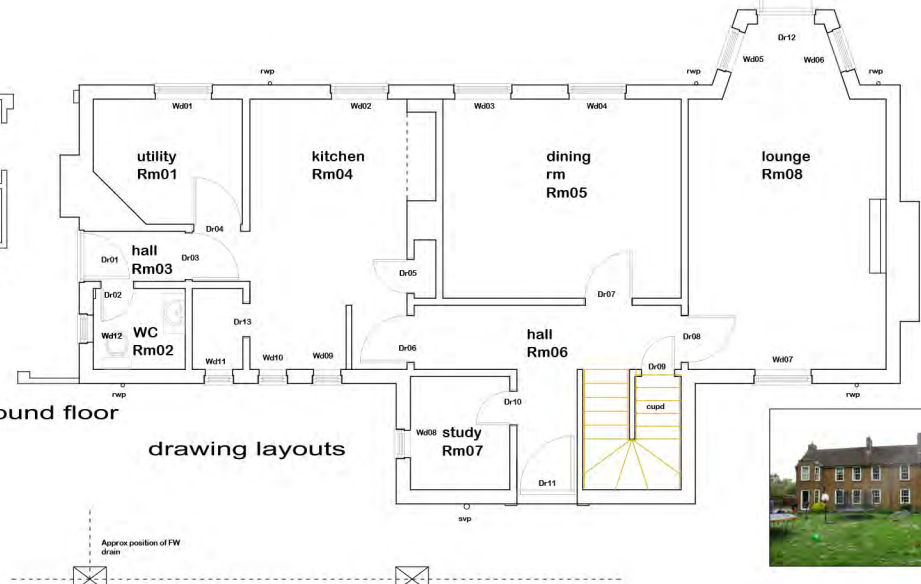 Dr12
Wd05
Wd06
rwp
rwp
rwp
Wd01
Wd02
Wd03
Wd04
utility
Rm01
kitchen
Rm04
dining
rm
Rm05
lounge
Rm08
Dr04
hall
Rm03
Dr01
Dr03
Dr05
Dr02
Dr07
Dr13
WC
Rm02
Wd12
hall
Rm06
Dr06
Dr08
Wd11
Wd10
Wd09
Dr09
Wd07
rwp
rwp
ound floor
Dr10
cupd
Wd08
study
Rm07
drawing layouts
Dr11
svp
Approx position of FW
drain